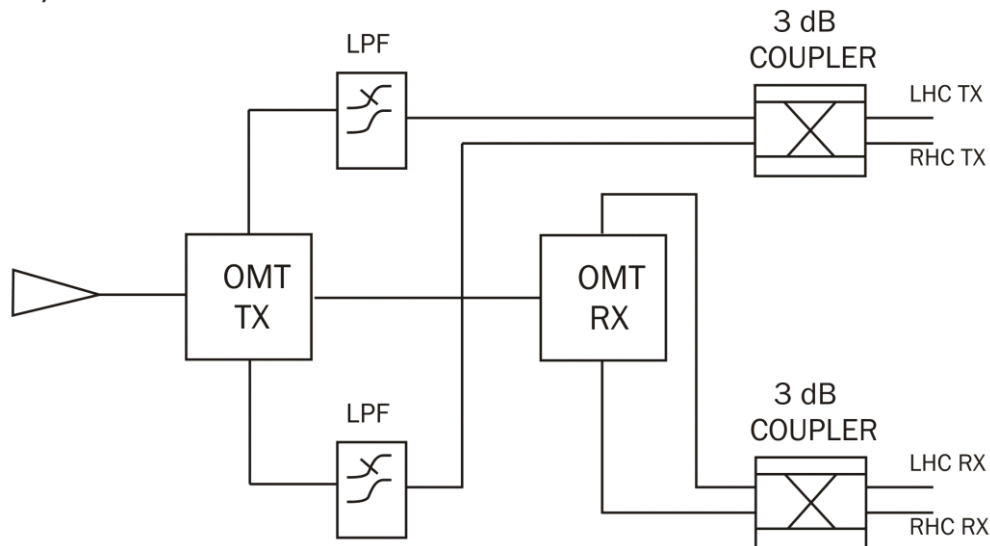 3 dB
COUPLER
LPF
LHC TX
RHC TX
OMT
TX
OMT
RX
LPF
3 dB
COUPLER
LHC RX
RHC RX